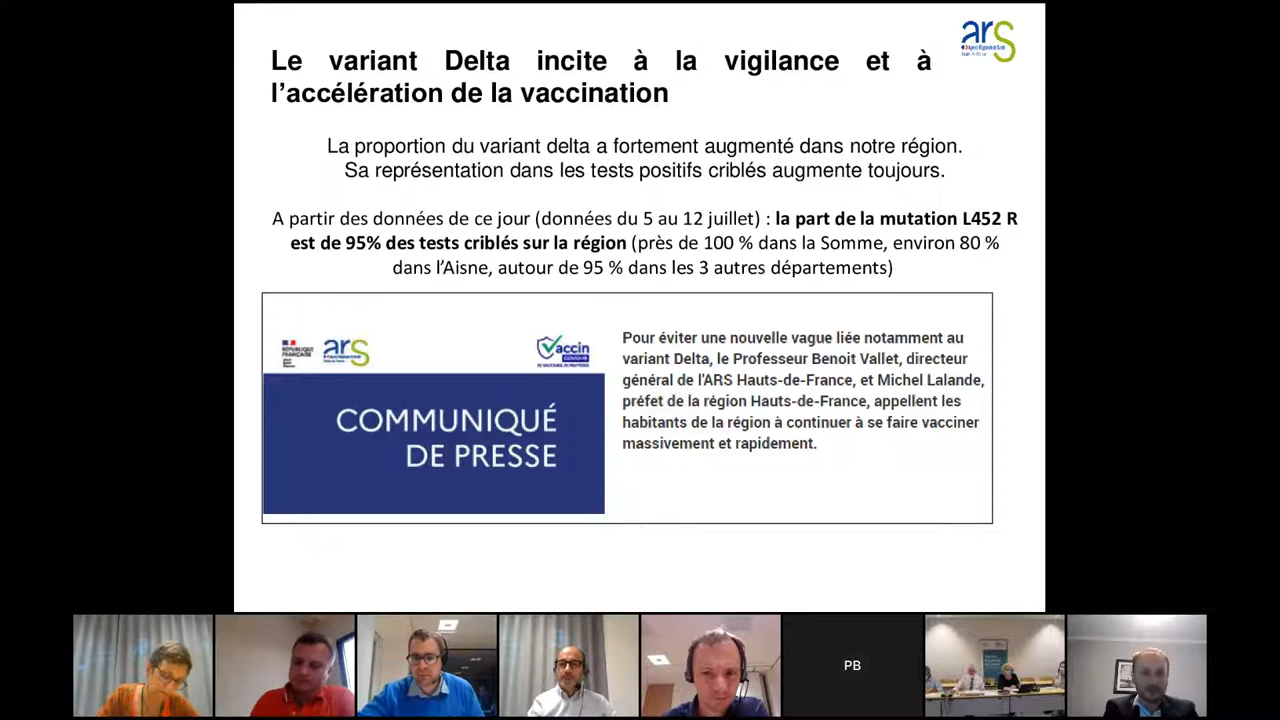 ars
Le variant Delta incite à la vigilance et à
l'accélération de la vaccination
La proportion du variant delta a fortement augmenté dans notre région.
Sa représentation dans les tests positifs criblés augmente toujours.
A partir des données de ce jour (données du 5 au 12 juillet) : la part de la mutation L452 R
est de 95% des tests criblés sur la région (près de 100 % dans la Somme, environ 80 %
dans l'Aisne, autour de 95 % dans les 3 autres départements)
RÉPUBLIQUE
FRANÇAISE
ars
Vaccin
COVID-19
COMMUNIQUÉ
DE PRESSE
Pour éviter une nouvelle vague liée notamment au
variant Delta, le Professeur Benoit Vallet, directeur
général de l'ARS Hauts-de-France, et Michel Lalande,
préfet de la région Hauts-de-France, appellent les
habitants de la région à continuer à se faire vacciner
massivement et rapidement.
PB